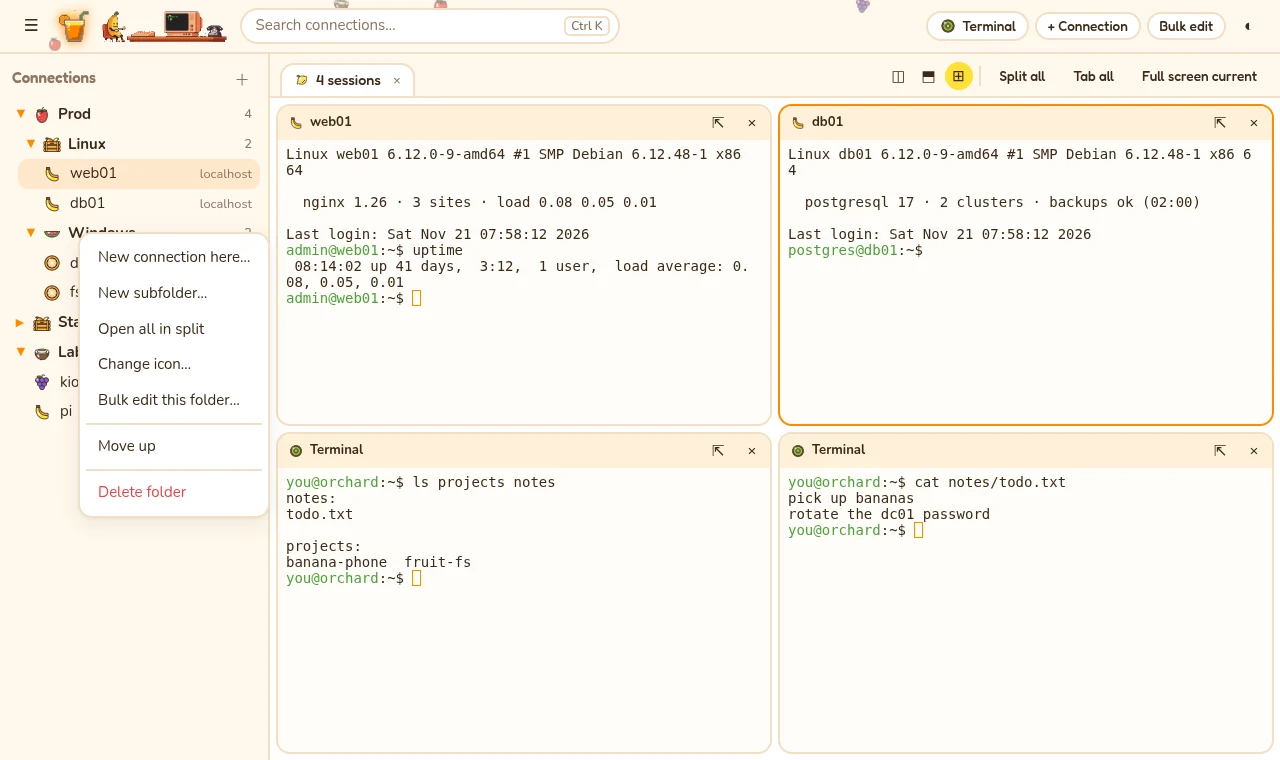 Search connections...
Ctrl K
Terminal
+ Connection
Bulk edit
Connections
Prod 4
Linux 2
web01 localhost
db01 localhost
Windows
New connection here...
New subfolder...
Open all in split
Change icon...
Bulk edit this folder...
Move up
Delete folder
pi
4 sessions ×
Split all
Tab all
Full screen current
web01
Linux web01 6.12.0-9-amd64 #1 SMP Debian 6.12.48-1 x86
64
nginx 1.26 · 3 sites · load 0.08 0.05 0.01
Last login: Sat Nov 21 07:58:12 2026
admin@web01:~$ uptime
08:14:02 up 41 days,  3:12,  1 user,  load average: 0.
08, 0.05, 0.01
admin@web01:~$
db01
Linux db01 6.12.0-9-amd64 #1 SMP Debian 6.12.48-1 x86 6
4
postgresql 17 · 2 clusters · backups ok (02:00)
Last login: Sat Nov 21 07:58:12 2026
postgres@db01:~$
Terminal
you@orchard:~$ ls projects notes
notes:
todo.txt
projects:
banana-phone  fruit-fs
you@orchard:~$
Terminal
you@orchard:~$ cat notes/todo.txt
pick up bananas
rotate the dc01 password
you@orchard:~$